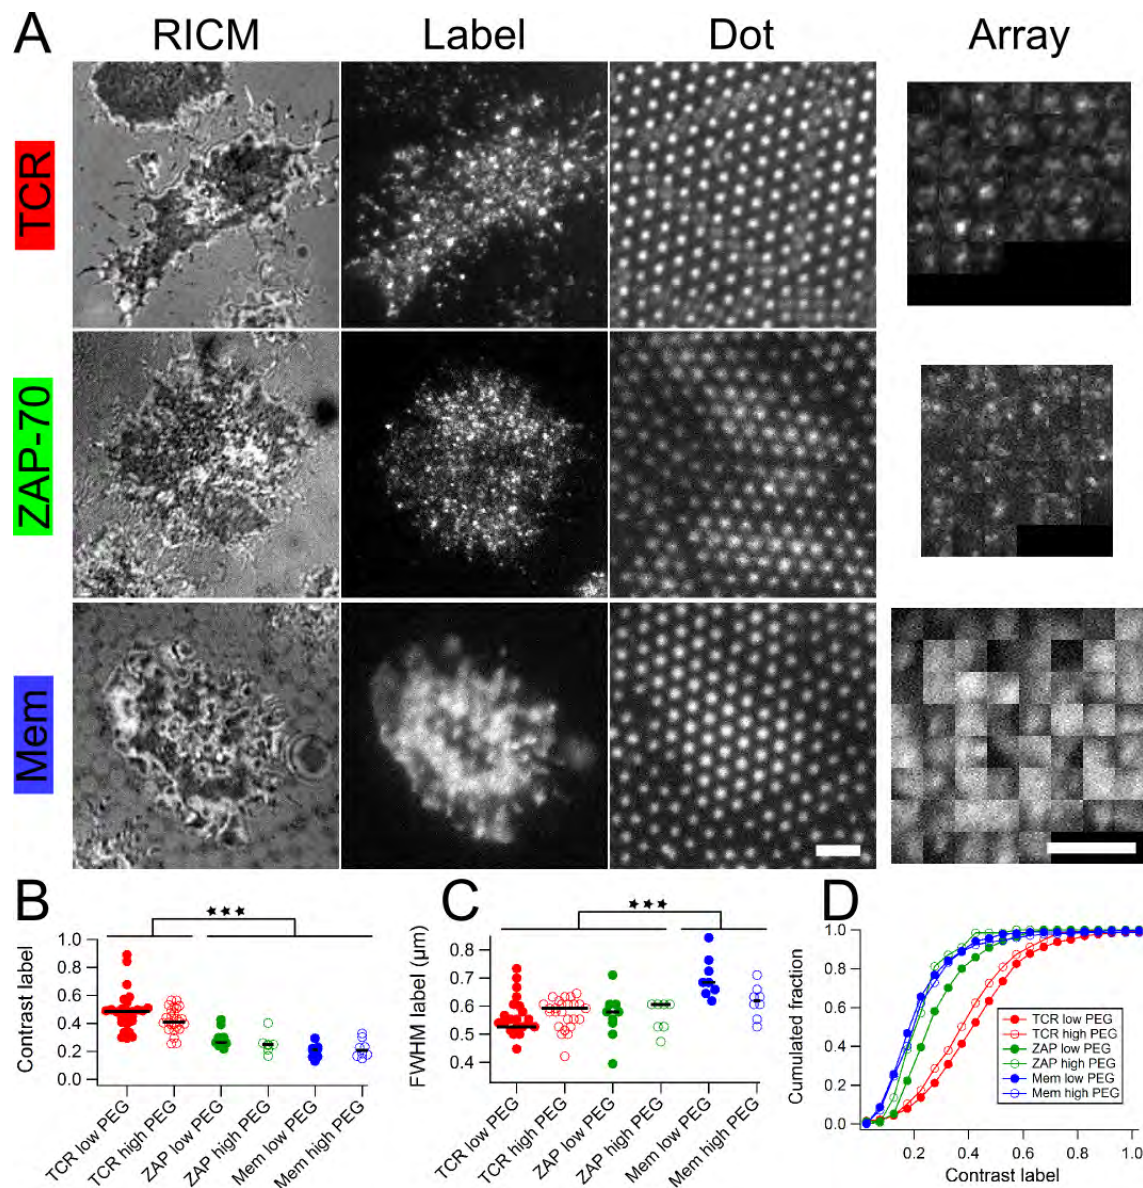 A
RICM
Label
Dot
Array
TCR
ZAP-70
Mem
B
★★★
Contrast label
1.0
0.8
0.6
0.4
0.2
0.0
TCR low PEG
TCR high PEG
ZAP low PEG
ZAP high PEG
Mem low PEG
Mem high PEG
C
★★★
FWHM label (µm)
0.8
0.7
0.6
0.5
0.4
TCR low PEG
TCR high PEG
ZAP low PEG
ZAP high PEG
Mem low PEG
Mem high PEG
D
Cumulated fraction
1.0
0.8
0.6
0.4
0.2
0.0
TCR low PEG
TCR high PEG
ZAP low PEG
ZAP high PEG
Mem low PEG
Mem high PEG
0.2
0.4
0.6
0.8
1.0
Contrast label